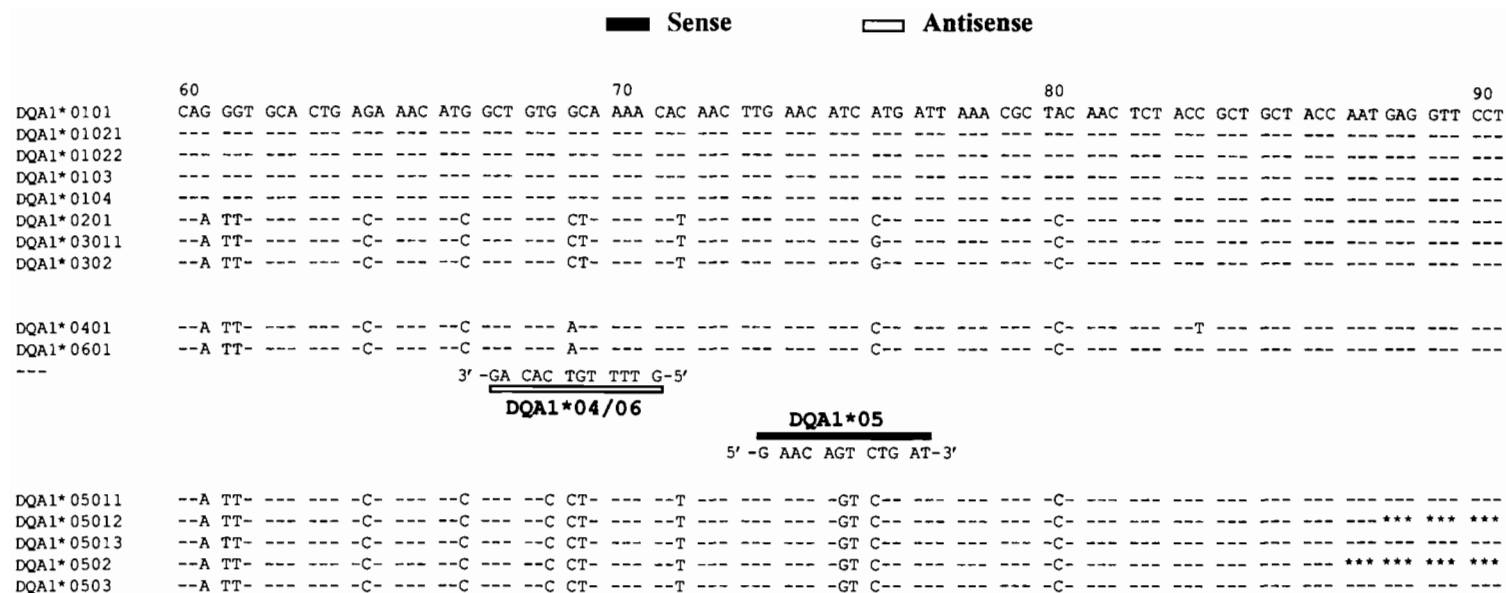 Sense Antisense
60 70 80 90
DQA1*0101 CAG GGT GCA CTG AGA AAC ATG GCT GTG GCA AAA CAC AAC TTG AAC ATC ATG ATT AAA CGC TAC AAC TCT ACC GCT GCT ACC AAT GAG GTT CCT
DQA1*01021 --- --- --- --- --- --- --- --- --- --- --- --- --- --- --- --- --- --- --- --- --- --- --- --- --- --- --- --- --- --- ---
DQA1*01022 --- --- --- --- --- --- --- --- --- --- --- --- --- --- --- --- --- --- --- --- --- --- --- --- --- --- --- --- --- --- ---
DQA1*0103 --- --- --- --- --- --- --- --- --- --- --- --- --- --- --- --- --- --- --- --- --- --- --- --- --- --- --- --- --- --- ---
DQA1*0104 --- --- --- --- --- --- --- --- --- --- --- --- --- --- --- --- --- --- --- --- --- --- --- --- --- --- --- --- --- --- ---
DQA1*0201 --A TT- --- --- -C- --- --C --- --- CT- --- --T --- --- --- --- C-- --- --- --- -C- --- --- --- --- --- --- --- --- --- ---
DQA1*03011 --A TT- --- --- -C- --- --C --- --- CT- --- --T --- --- --- --- G-- --- --- --- -C- --- --- --- --- --- --- --- --- --- ---
DQA1*0302 --A TT- --- --- -C- --- --C --- --- CT- --- --T --- --- --- --- G-- --- --- --- -C- --- --- --- --- --- --- --- --- --- ---
DQA1*0401 --A TT- --- --- -C- --- --C --- --- A-- --- --- --- --- --- --- C-- --- --- --- -C- --- --- --T --- --- --- --- --- --- ---
DQA1*0601 --A TT- --- --- -C- --- --C --- --- A-- --- --- --- --- --- --- C-- --- --- --- -C- --- --- --- --- --- --- --- --- --- ---
---
3' -GA CAC TGT TTT G-5'
DQA1*04/06
DQA1*05
5' -G AAC AGT CTG AT-3'
DQA1*05011 --A TT- --- --- -C- --- --C --- --C CT- --- --T --- --- --- -GT C-- --- --- --- -C- --- --- --- --- --- --- --- --- --- ---
DQA1*05012 --A TT- --- --- -C- --- --C --- --C CT- --- --T --- --- --- -GT C-- --- --- --- -C- --- --- --- --- --- --- --- *** *** ***
DQA1*05013 --A TT- --- --- -C- --- --C --- --C CT- --- --T --- --- --- -GT C-- --- --- --- -C- --- --- --- --- --- --- --- --- --- ---
DQA1*0502 --A TT- --- --- -C- --- --C --- --C CT- --- --T --- --- --- -GT C-- --- --- --- -C- --- --- --- --- --- --- *** *** *** ***
DQA1*0503 --A TT- --- --- -C- --- --C --- --C CT- --- --T --- --- --- -GT C-- --- --- --- -C- --- --- --- --- --- --- --- --- --- ---